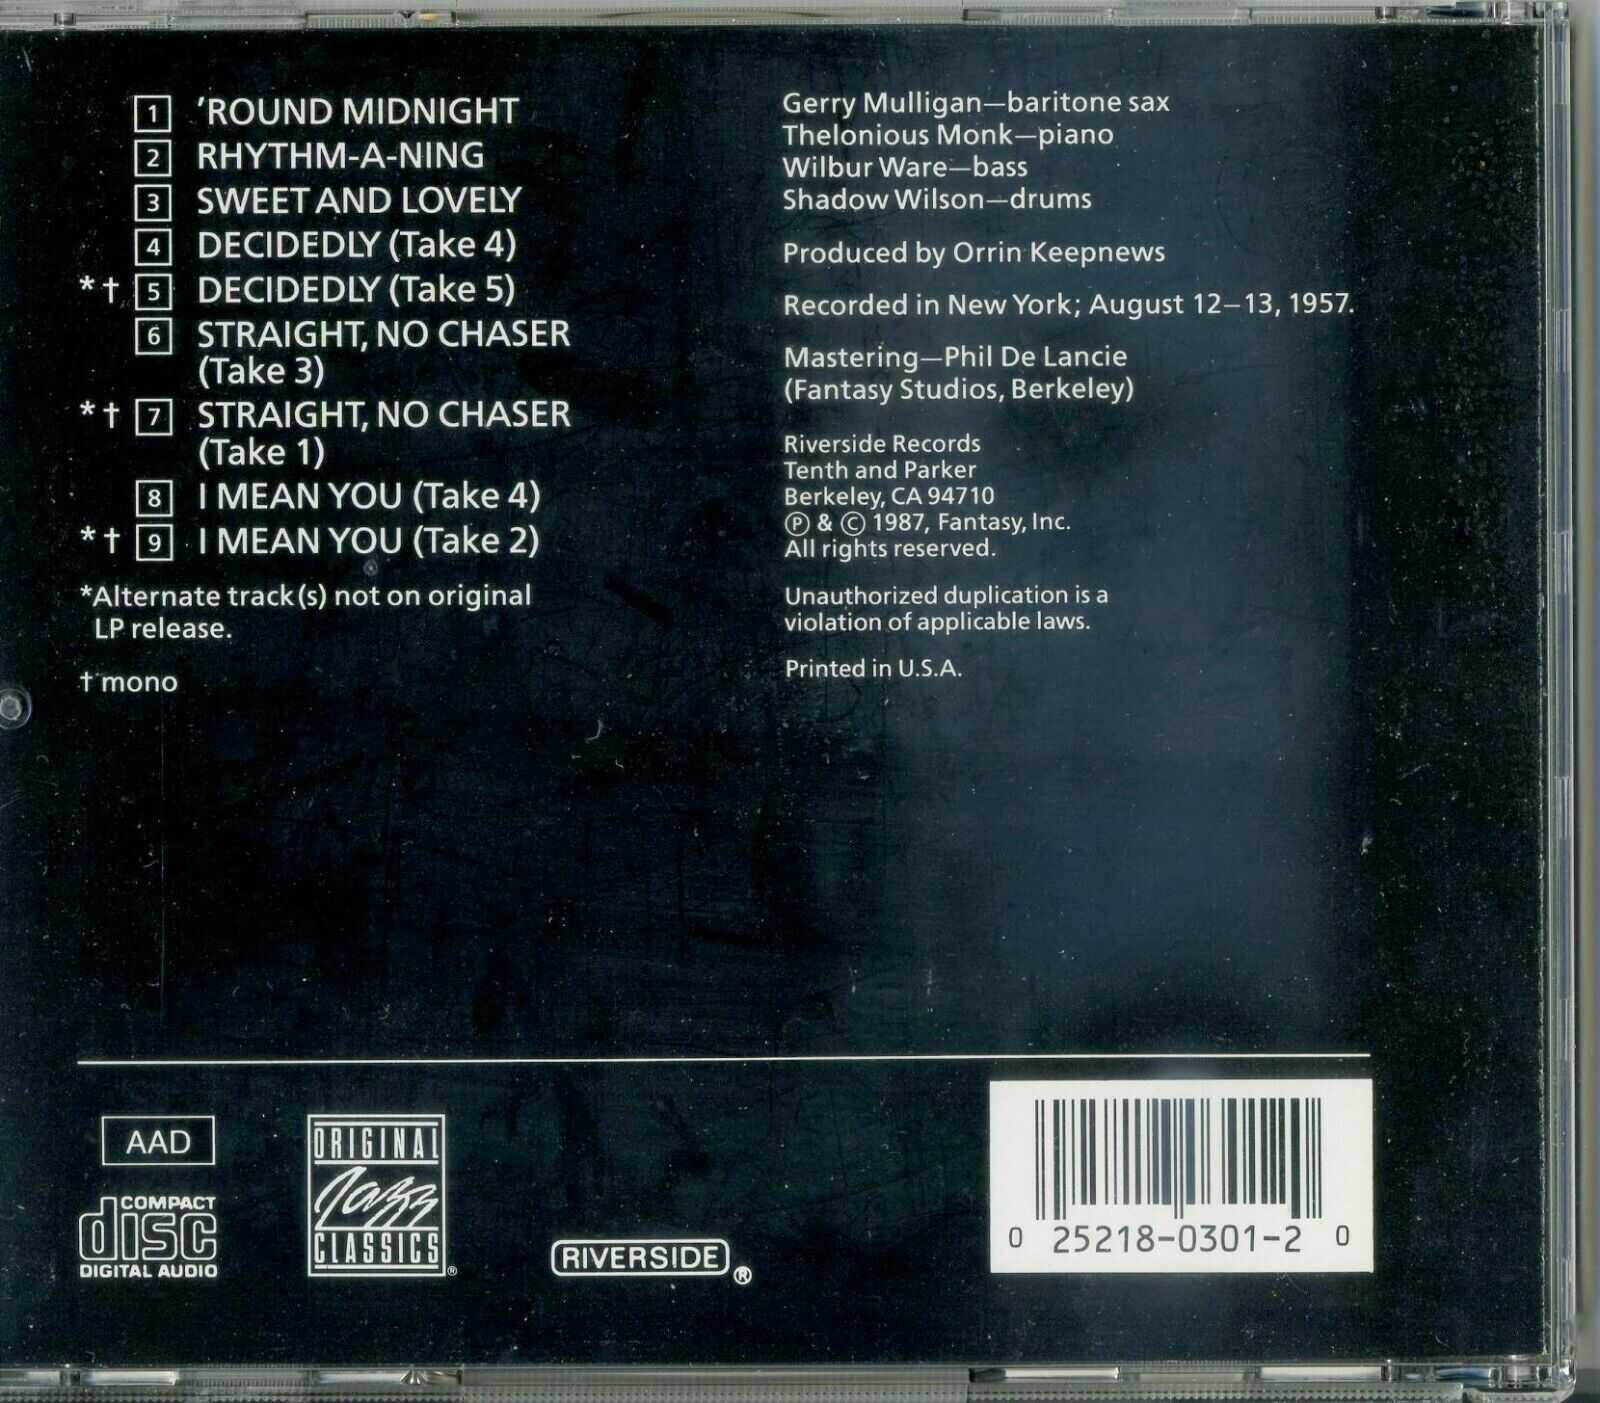 1 'ROUND MIDNIGHT
2 RHYTHM-A-NING
3 SWEET AND LOVELY
4 DECIDEDLY (Take 4)
*† 5 DECIDEDLY (Take 5)
6 STRAIGHT, NO CHASER
(Take 3)
*† 7 STRAIGHT, NO CHASER
(Take 1)
8 I MEAN YOU (Take 4)
*† 9 I MEAN YOU (Take 2)
*Alternate track(s) not on original
LP release.
† mono
Gerry Mulligan—baritone sax
Thelonious Monk—piano
Wilbur Ware—bass
Shadow Wilson—drums
Produced by Orrin Keepnews
Recorded in New York; August 12–13, 1957.
Mastering—Phil De Lancie
(Fantasy Studios, Berkeley)
Riverside Records
Tenth and Parker
Berkeley, CA 94710
℗ & © 1987, Fantasy, Inc.
All rights reserved.
Unauthorized duplication is a
violation of applicable laws.
Printed in U.S.A.
AAD
COMPACT
disc
DIGITAL AUDIO
ORIGINAL
Jazz
CLASSICS®
RIVERSIDE®
0 25218-0301-2 0